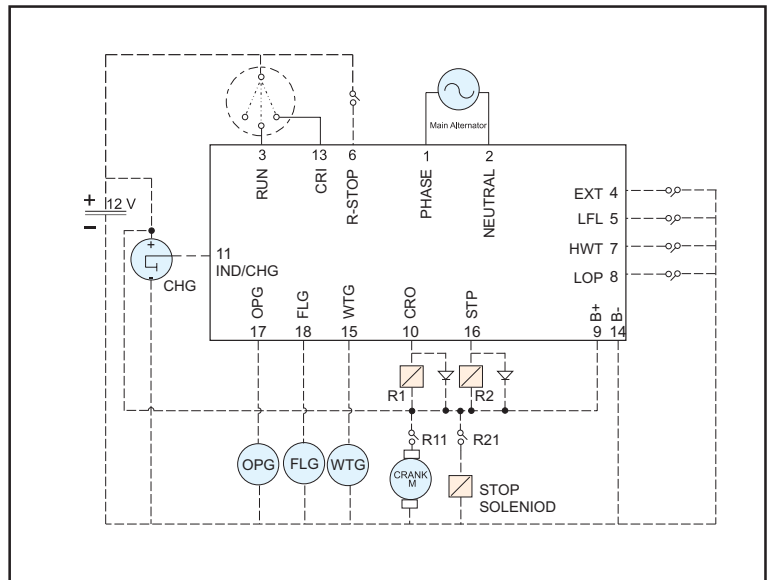 Main Alternator
3 13 6 1 2
RUN
CRI
R-STOP
PHASE
NEUTRAL
EXT 4
LFL 5
HWT 7
LOP 8
+ 12 V
-
+
-
CHG
11
IND/CHG
OPG
FLG
WTG
CRO
STP
B+
B-
17 18 15 10 16 9 14
R1 R2
R11 R21
OPG FLG WTG
CRANK
M
STOP
SOLENIOD